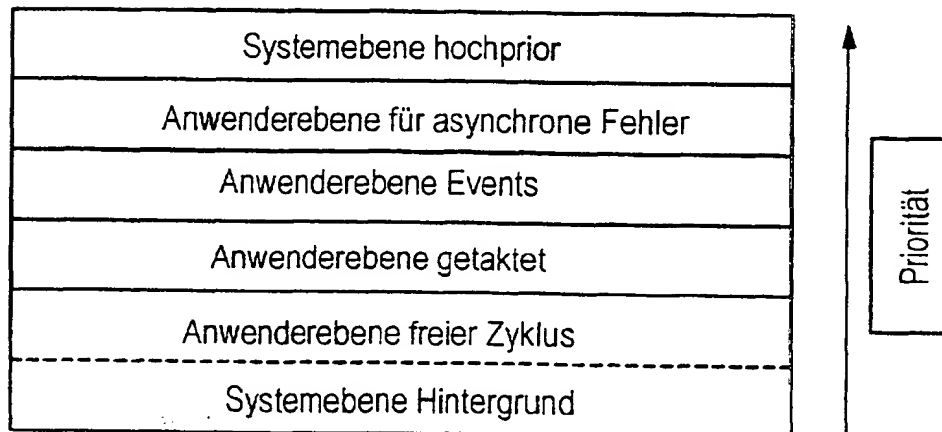 Systemebene hochprior
Anwenderebene für asynchrone Fehler
Anwenderebene Events
Anwenderebene getaktet
Anwenderebene freier Zyklus
Systemebene Hintergrund
Priorität